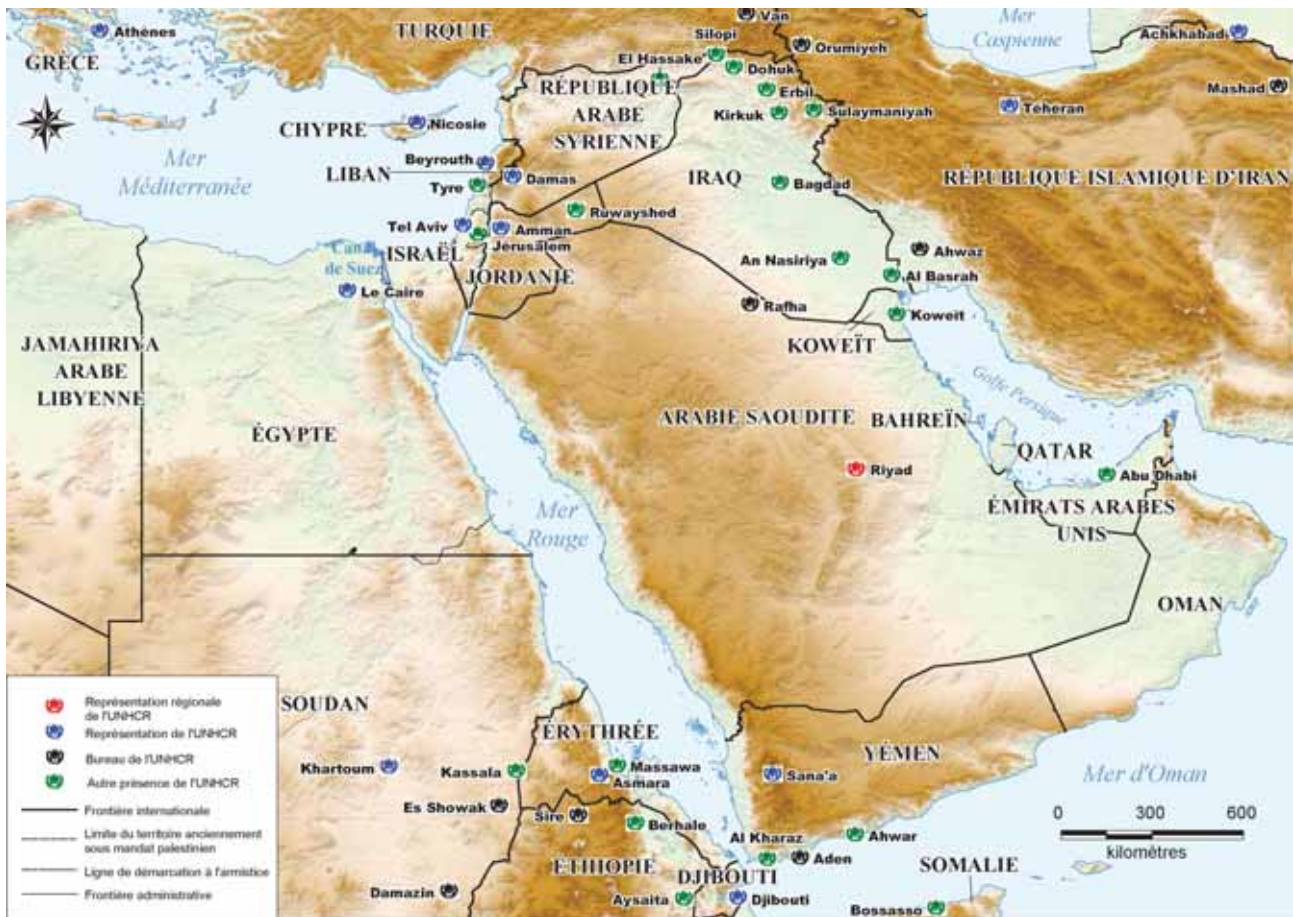 Athènes
GRÈCE
TURQUIE
Van
Silopi
Orumiyeh
Mer
Caspienne
Achkhabad
El Hassake
Dohuk
Mashad
RÉPUBLIQUE
ARABE
SYRIENNE
Erbil
Kirkuk
Sulaymaniyah
Teheran
CHYPRE
Nicosie
Mer
Méditerranée
Beyrouth
LIBAN
Damas
Tyre
IRAQ
Bagdad
RÉPUBLIQUE ISLAMIQUE D'IRAN
Ruwayshed
Tel Aviv
Amman
Jérusalem
ISRAËL
JORDANIE
Canal
de Suez
Le Caire
An Nasiriya
Ahwaz
Al Basrah
Rafha
Koweït
KOWEÏT
JAMAHIRIYA
ARABE
LIBYENNE
Golfe Persique
ÉGYPTE
ARABIE SAOUDITE
BAHREÏN
QATAR
Riyad
Abu Dhabi
ÉMIRATS ARABES
UNIS
Mer
Rouge
OMAN
Représentation régionale
de l'UNHCR
Représentation de l'UNHCR
Bureau de l'UNHCR
Autre présence de l'UNHCR
Frontière internationale
Limite du territoire anciennement
sous mandat palestinien
Ligne de démarcation à l'armistice
Frontière administrative
SOUDAN
ÉRYTHRÉE
YÉMEN
Khartoum
Kassala
Massawa
Asmara
Sana'a
Mer d'Oman
Es Showak
Sire
Berhale
Al Kharaz
Ahwar
Aden
0 300 600
kilomètres
ÉTHIOPIE
DJIBOUTI
SOMALIE
Damazin
Aysaita
Djibouti
Bossasso